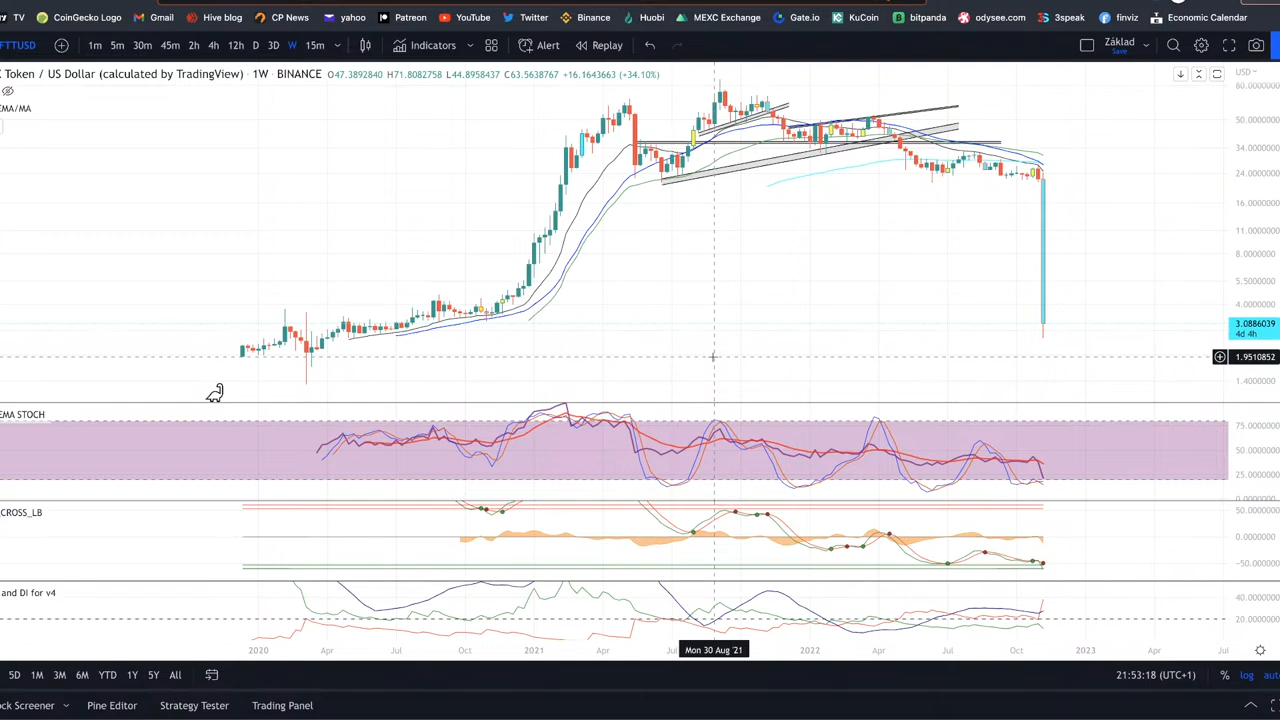 TV CoinGecko Logo Gmail Hive blog CP News yahoo Patreon YouTube Twitter Binance Huobi MEXC Exchange Gate.io KuCoin bitpanda odysee.com 3speak finviz Economic Calendar
FTTUSD 1m 5m 30m 45m 2h 4h 12h D 3D W 15m Indicators Alert Replay Základ
Save
Token / US Dollar (calculated by TradingView) · 1W · BINANCE O47.3892840 H71.8082758 L44.8958437 C63.5638767 +16.1643663 (+34.10%) USD
EMA/MA
60.0000000
50.0000000
34.0000000
24.0000000
16.0000000
11.0000000
8.0000000
5.5000000
4.0000000
3.0886039
4d 4h
1.9510852
1.4000000
EMA STOCH
75.0000000
50.0000000
25.0000000
0.0000000
CROSS_LB
50.0000000
0.0000000
−50.0000000
and DI for v4
40.0000000
20.0000000
2020 Apr Jul Oct 2021 Apr Mon 30 Aug '21 2022 Apr Jul Oct 2023 Apr Jul
5D 1M 3M 6M YTD 1Y 5Y All 21:53:18 (UTC+1) % log auto
ock Screener Pine Editor Strategy Tester Trading Panel